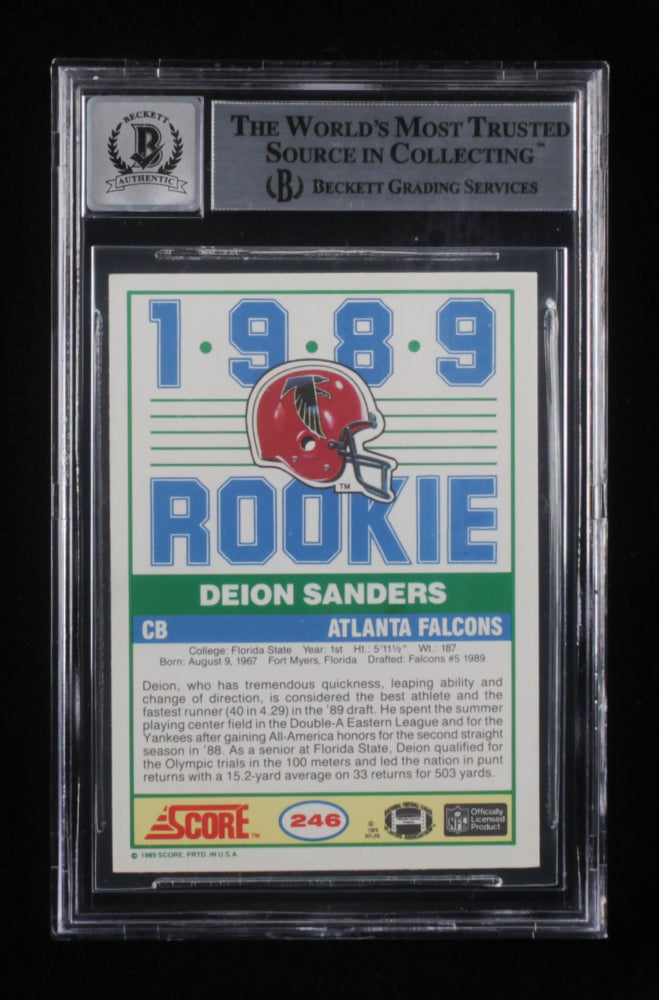 BECKETT
B
AUTHENTIC
THE WORLD'S MOST TRUSTED
SOURCE IN COLLECTING™
(B) BECKETT GRADING SERVICES
1·9·8·9
TM
ROOKIE
DEION SANDERS
CB ATLANTA FALCONS
College: Florida State Year: 1st Ht.: 5'11½" Wt.: 187
Born: August 9, 1967 Fort Myers, Florida Drafted: Falcons #5 1989
Deion, who has tremendous quickness, leaping ability and
change of direction, is considered the best athlete and the
fastest runner (40 in 4.29) in the '89 draft. He spent the summer
playing center field in the Double-A Eastern League and for the
Yankees after gaining All-America honors for the second straight
season in '88. As a senior at Florida State, Deion qualified for
the Olympic trials in the 100 meters and led the nation in punt
returns with a 15.2-yard average on 33 returns for 503 yards.
SCORE™
246
©
1989
NFLPA
NFL
Officially
Licensed
Product
© 1989 SCORE, PRTD. IN U.S.A.